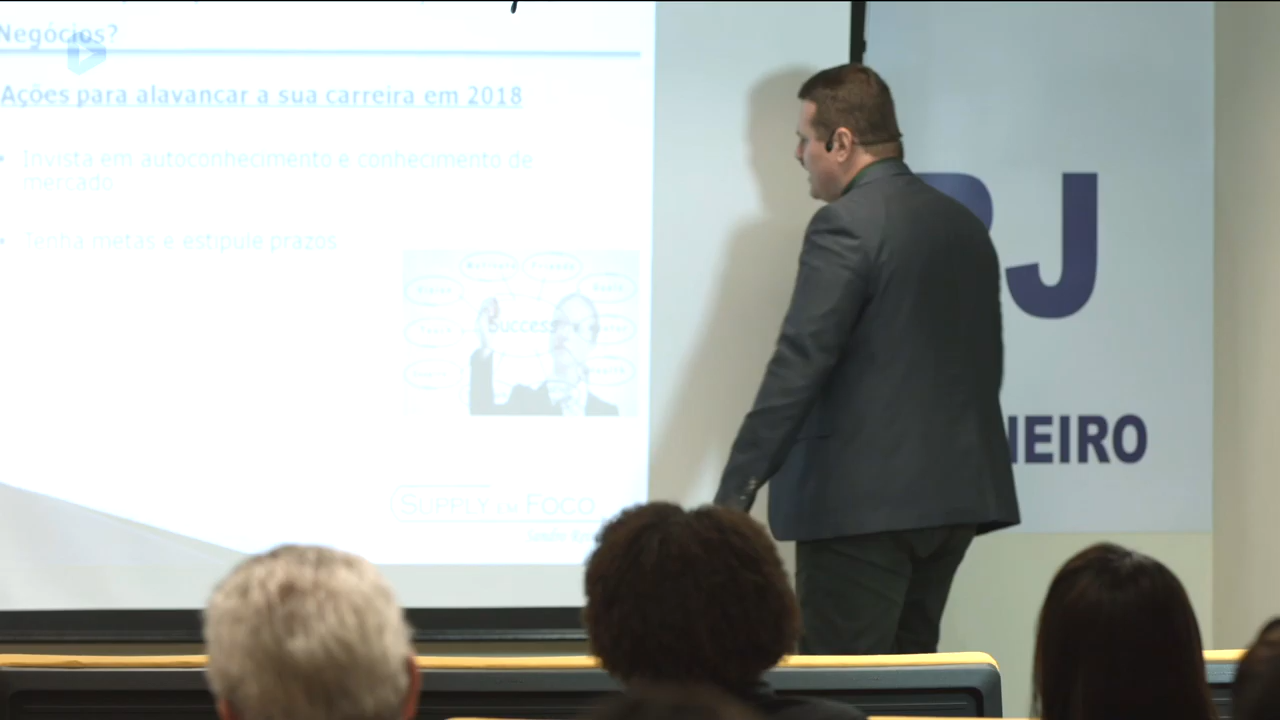 Negócios?
Ações para alavancar a sua carreira em 2018
• Invista em autoconhecimento e conhecimento de
mercado
• Tenha metas e estipule prazos
Success
SUPPLY EM FOCO
J
NEIRO